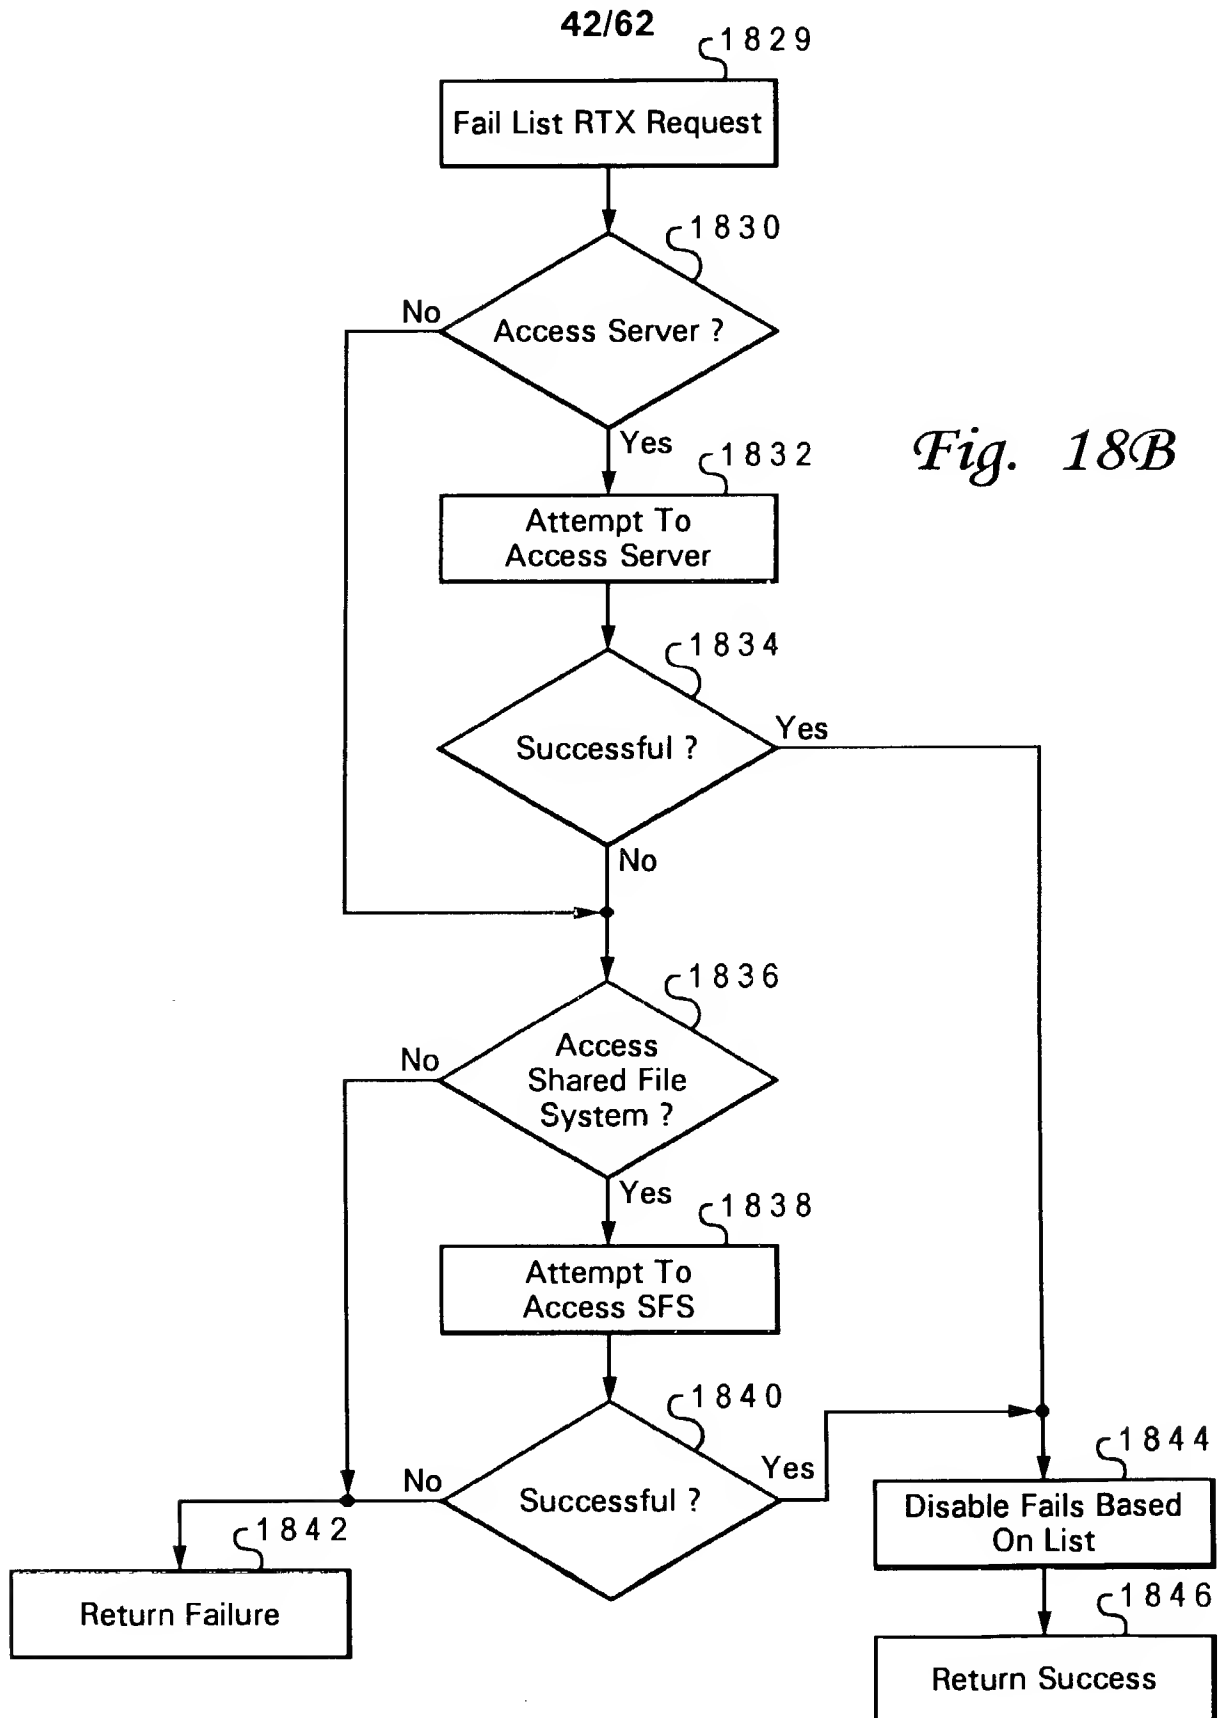 42/62
1829
Fail List RTX Request
1830
No
Access Server ?
Yes
Fig. 18B
1832
Attempt To
Access Server
1834
Yes
Successful ?
No
1836
No
Access
Shared File
System ?
Yes
1838
Attempt To
Access SFS
1840
No
Successful ?
Yes
1844
Disable Fails Based
On List
1842
Return Failure
1846
Return Success